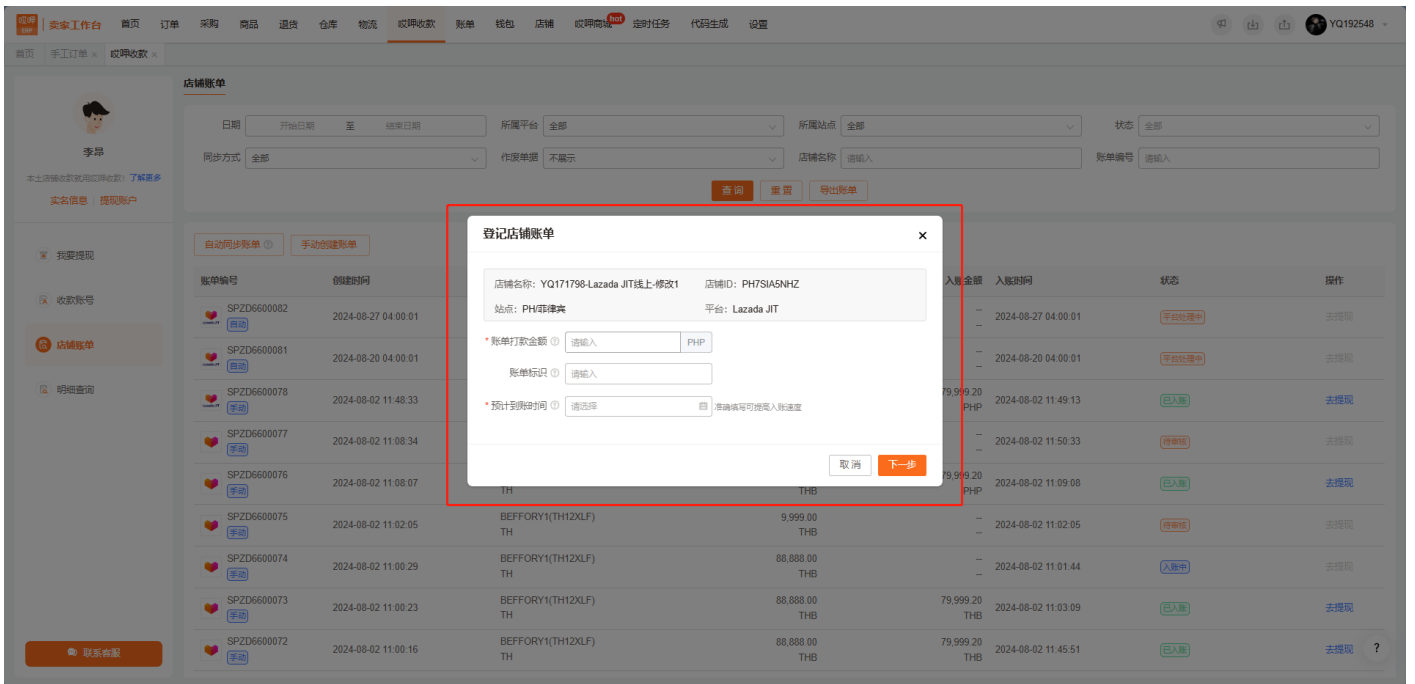 哎呷 ERP 卖家工作台 首页 订单 采购 商品 退货 仓库 物流 哎呷收款 账单 钱包 店铺 哎呷商城 hot 定时任务 代码生成 设置 YQ192548
首页 手工订单 × 哎呷收款 ×
店铺账单
日期 开始日期 至 结束日期 所属平台 全部 所属站点 全部 状态 全部
李昂
同步方式 全部 作废单据 不展示 店铺名称 请输入 账单编号 请输入
本土店铺收款就用哎呷收款！了解更多
查 询 重 置 导出账单
实名信息 | 提现账户
登记店铺账单 ×
自动同步账单 手动创建账单
我要提现
账单编号 创建时间 入账金额 入账时间 状态 操作
店铺名称：YQ171798-Lazada JIT线上-修改1 店铺ID：PH7SIA5NHZ
收款账号
SPZD6600082 自动 2024-08-27 04:00:01 -- -- 2024-08-27 04:00:01 平台处理中 去提现
站点：PH/菲律宾 平台：Lazada JIT
店铺账单
*账单打款金额 请输入 PHP
SPZD6600081 自动 2024-08-20 04:00:01 -- -- 2024-08-20 04:00:01 平台处理中 去提现
账单标识 请输入
明细查询
SPZD6600078 手动 2024-08-02 11:48:33 79,999.20 PHP 2024-08-02 11:49:13 已入账 去提现
*预计到账时间 请选择 准确填写可提高入账速度
SPZD6600077 手动 2024-08-02 11:08:34 -- -- 2024-08-02 11:50:33 待审核 去提现
取 消 下一步
SPZD6600076 手动 2024-08-02 11:08:07 TH THB 79,999.20 PHP 2024-08-02 11:09:08 已入账 去提现
SPZD6600075 手动 2024-08-02 11:02:05 BEFFORY1(TH12XLF) TH 9,999.00 THB -- -- 2024-08-02 11:02:05 待审核 去提现
SPZD6600074 手动 2024-08-02 11:00:29 BEFFORY1(TH12XLF) TH 88,888.00 THB -- -- 2024-08-02 11:01:44 入账中 去提现
SPZD6600073 手动 2024-08-02 11:00:23 BEFFORY1(TH12XLF) TH 88,888.00 THB 79,999.20 THB 2024-08-02 11:03:09 已入账 去提现
SPZD6600072 手动 2024-08-02 11:00:16 BEFFORY1(TH12XLF) TH 88,888.00 THB 79,999.20 THB 2024-08-02 11:45:51 已入账 去提现 ?
联系客服